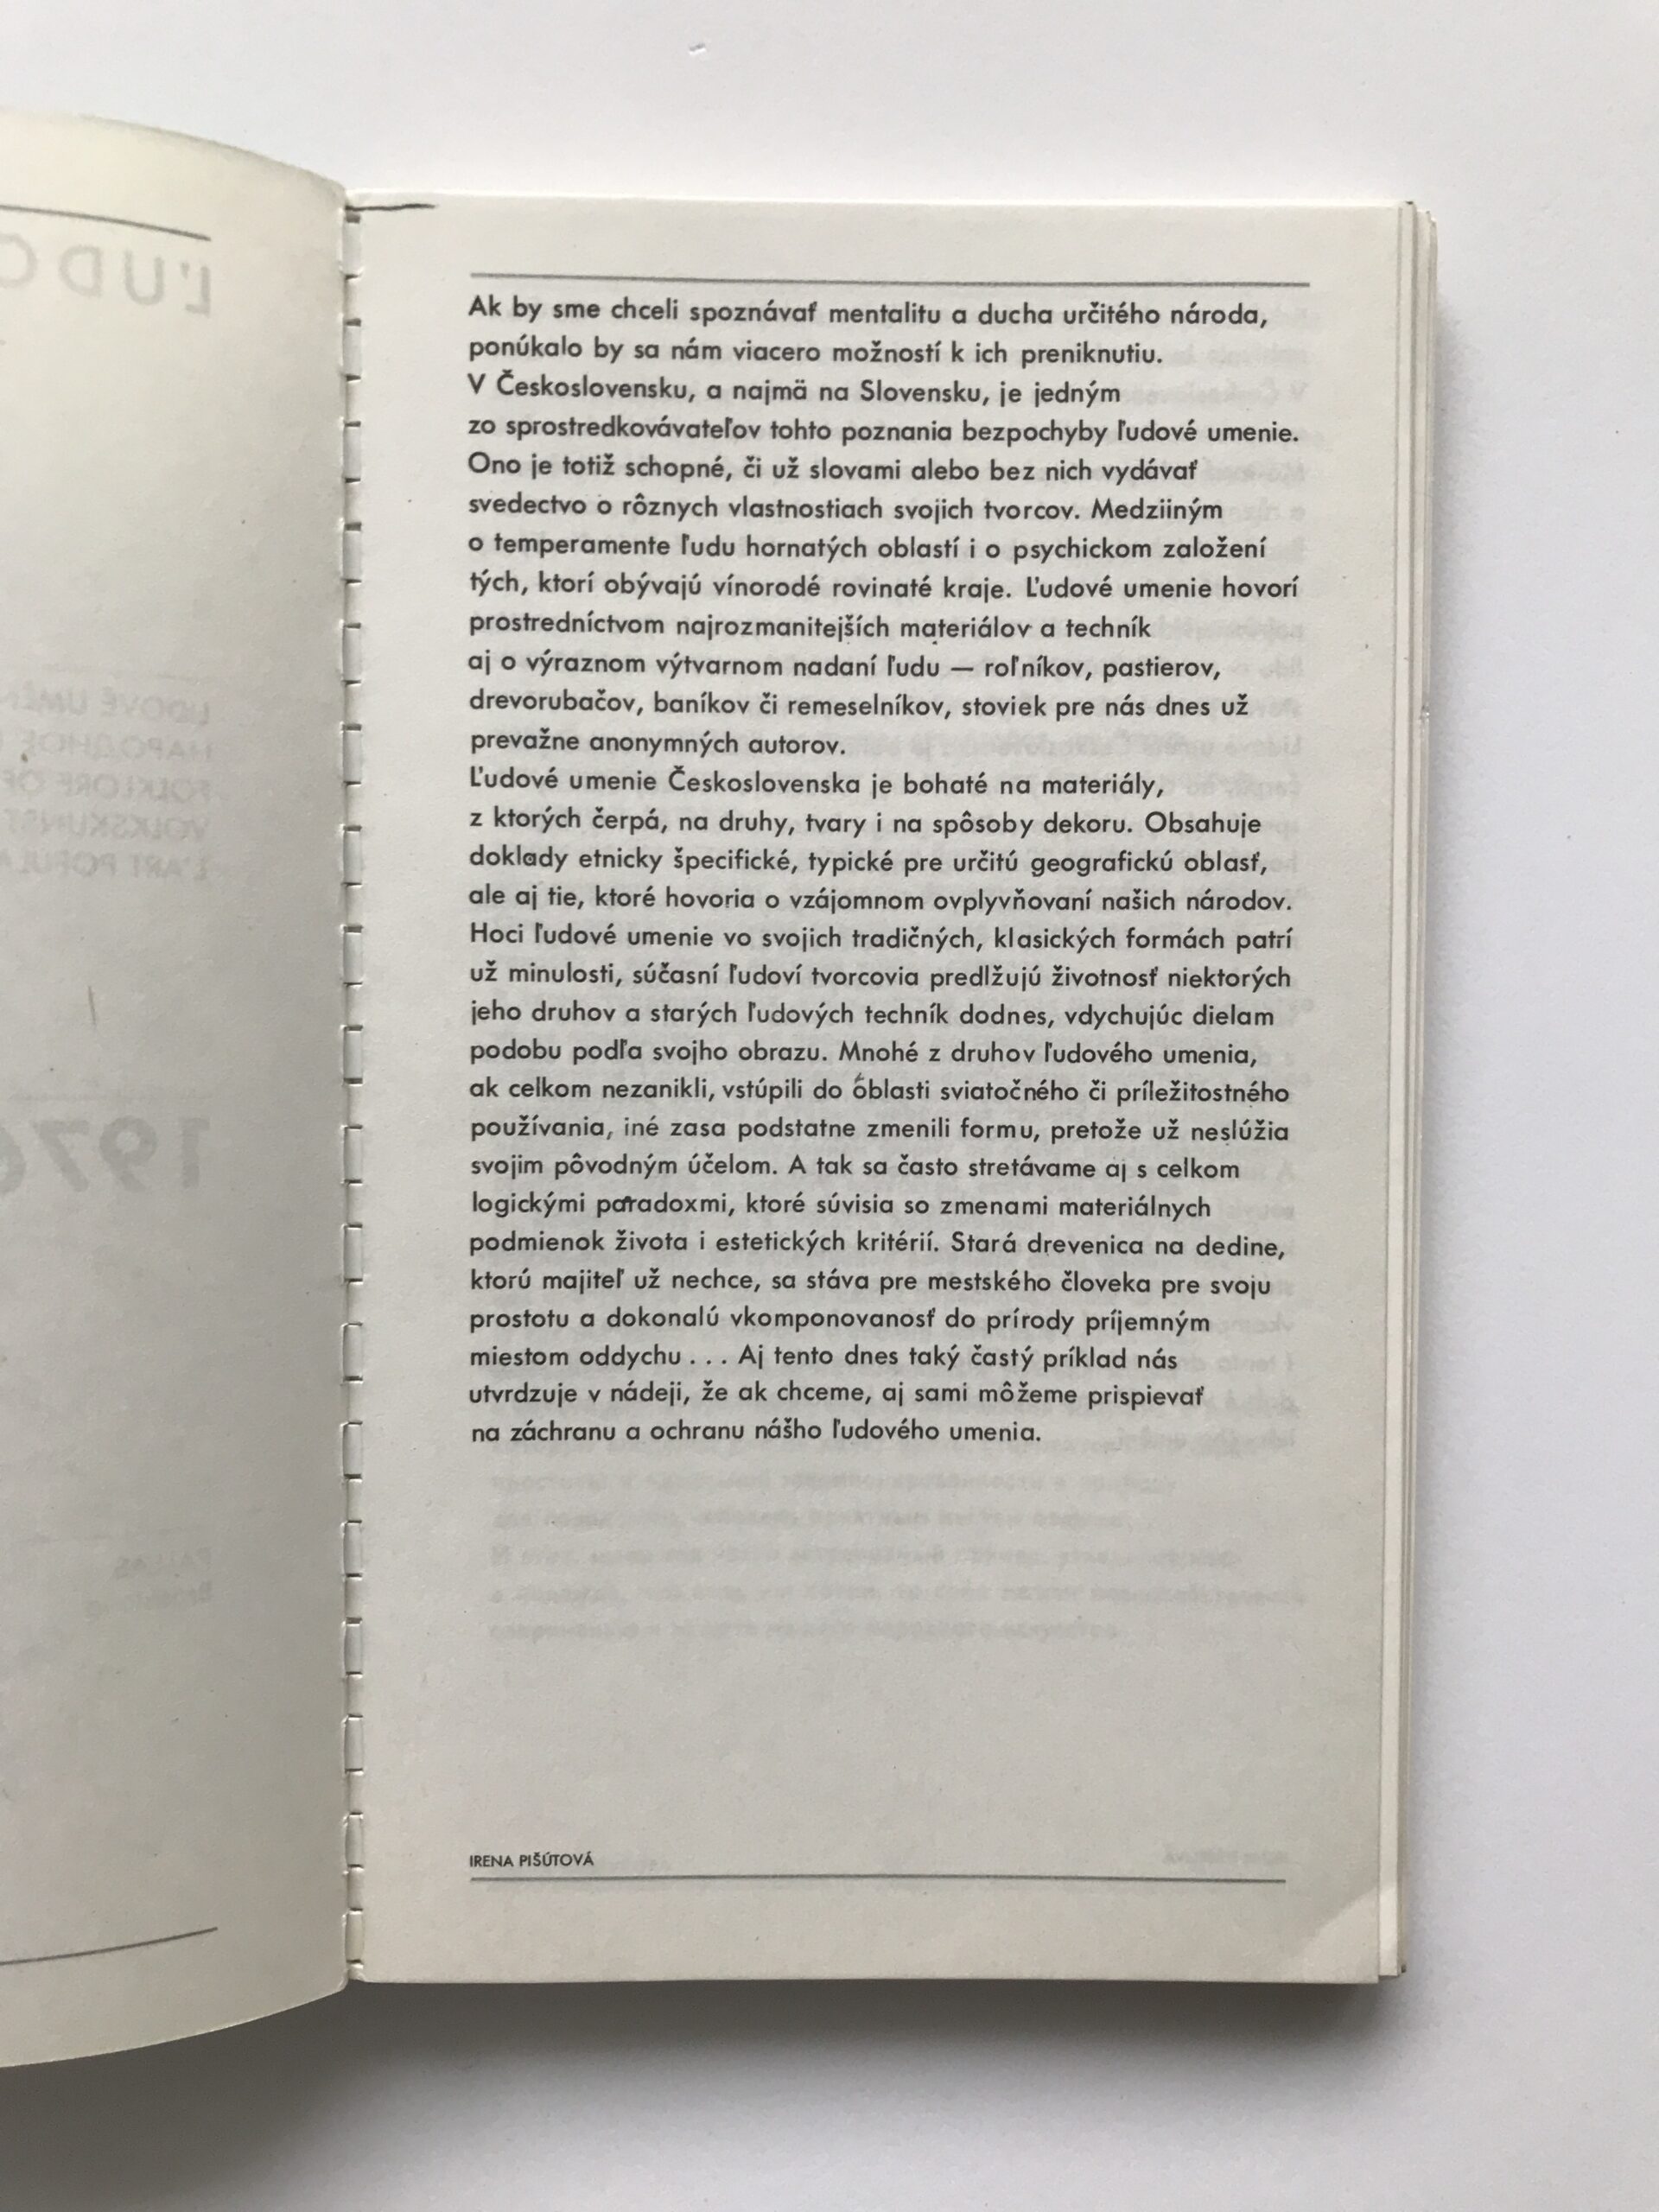 Ak by sme chceli spoznávať mentalitu a ducha určitého národa,
ponúkalo by sa nám viacero možností k ich preniknutiu.
V Československu, a najmä na Slovensku, je jedným
zo sprostredkovávateľov tohto poznania bezpochyby ľudové umenie.
Ono je totiž schopné, či už slovami alebo bez nich vydávať
svedectvo o rôznych vlastnostiach svojich tvorcov. Medziiným
o temperamente ľudu hornatých oblastí i o psychickom založení
tých, ktorí obývajú vínorodé rovinaté kraje. Ľudové umenie hovorí
prostredníctvom najrozmanitejších materiálov a techník
aj o výraznom výtvarnom nadaní ľudu — roľníkov, pastierov,
drevorubačov, baníkov či remeselníkov, stoviek pre nás dnes už
prevažne anonymných autorov.
Ľudové umenie Československa je bohaté na materiály,
z ktorých čerpá, na druhy, tvary i na spôsoby dekoru. Obsahuje
doklady etnicky špecifické, typické pre určitú geografickú oblasť,
ale aj tie, ktoré hovoria o vzájomnom ovplyvňovaní našich národov.
Hoci ľudové umenie vo svojich tradičných, klasických formách patrí
už minulosti, súčasní ľudoví tvorcovia predlžujú životnosť niektorých
jeho druhov a starých ľudových techník dodnes, vdychujúc dielam
podobu podľa svojho obrazu. Mnohé z druhov ľudového umenia,
ak celkom nezanikli, vstúpili do oblasti sviatočného či príležitostného
používania, iné zasa podstatne zmenili formu, pretože už neslúžia
svojim pôvodným účelom. A tak sa často stretávame aj s celkom
logickými paradoxmi, ktoré súvisia so zmenami materiálnych
podmienok života i estetických kritérií. Stará drevenica na dedine,
ktorú majiteľ už nechce, sa stáva pre mestského človeka pre svoju
prostotu a dokonalú vkomponovanosť do prírody príjemným
miestom oddychu . . . Aj tento dnes taký častý príklad nás
utvrdzuje v nádeji, že ak chceme, aj sami môžeme prispievať
na záchranu a ochranu nášho ľudového umenia.
IRENA PIŠÚTOVÁ